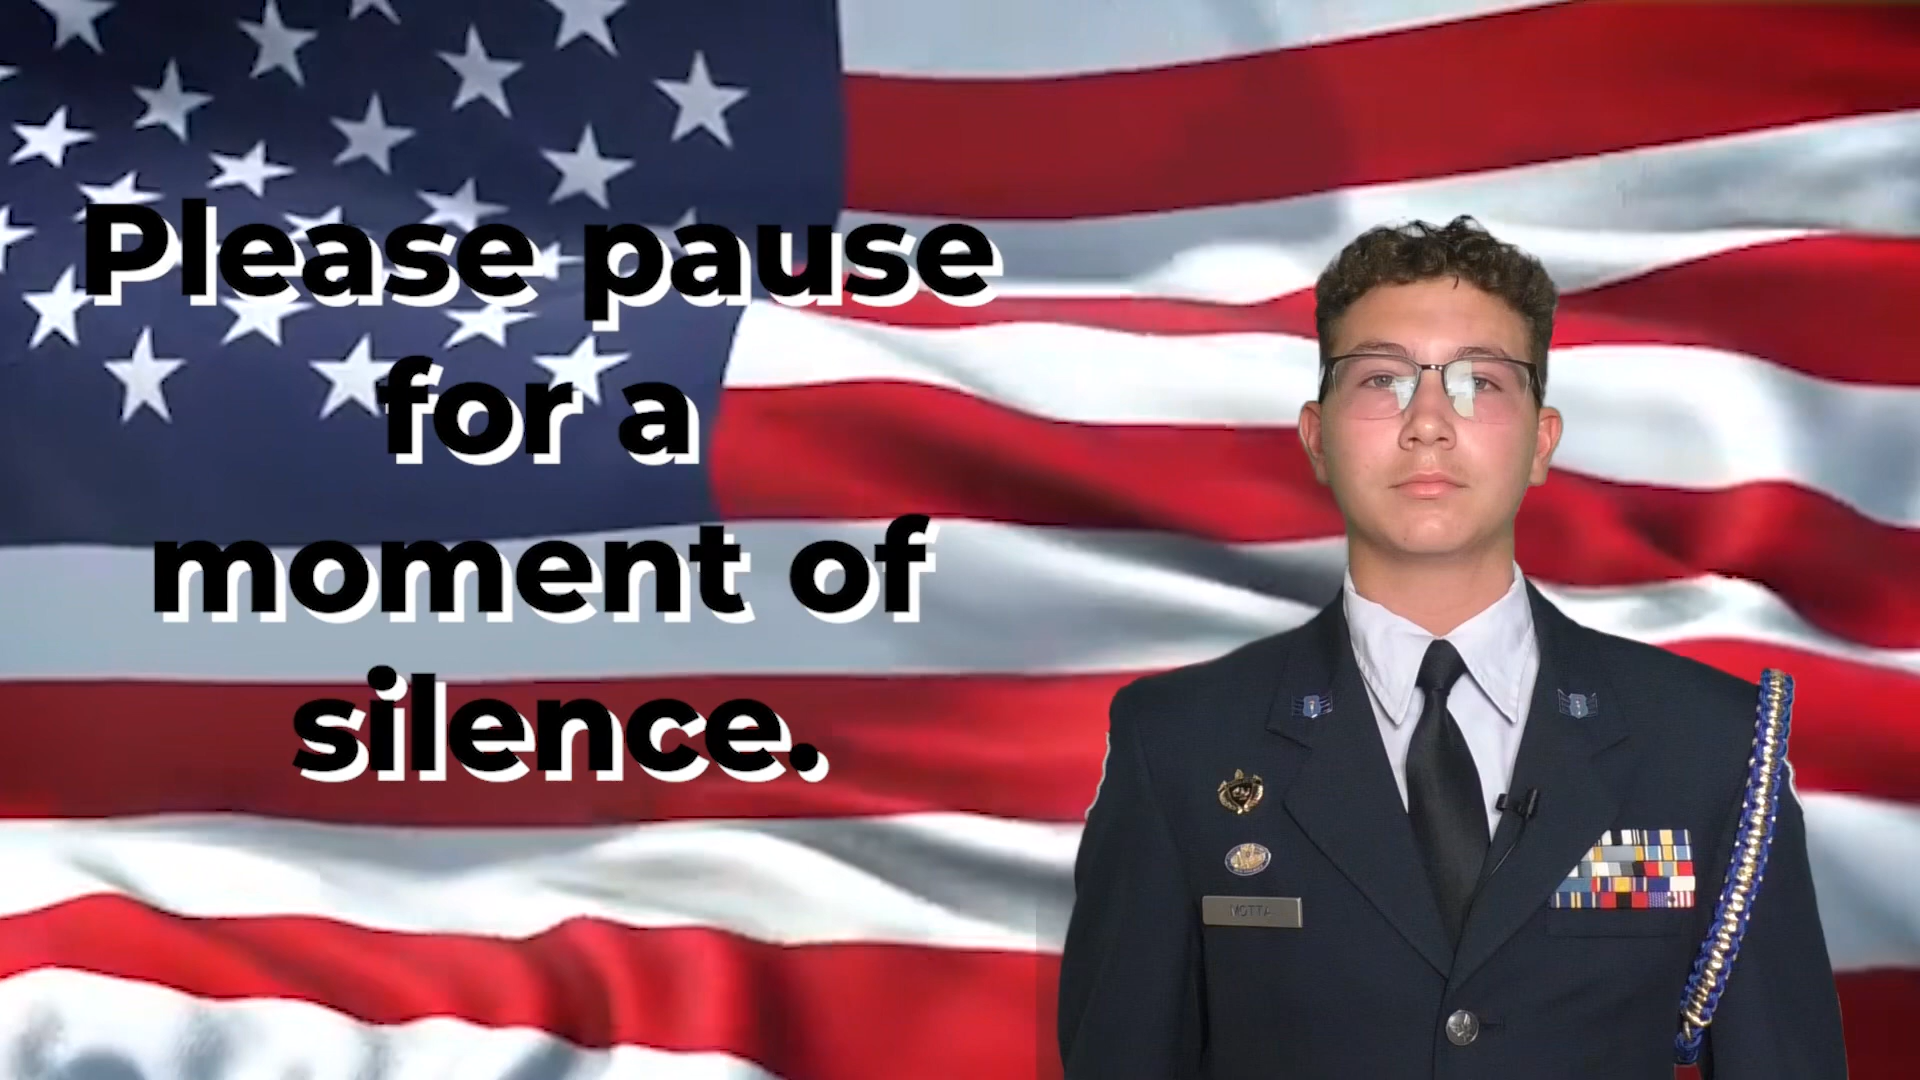 Please pause
for a
moment of
silence.
MOTTA